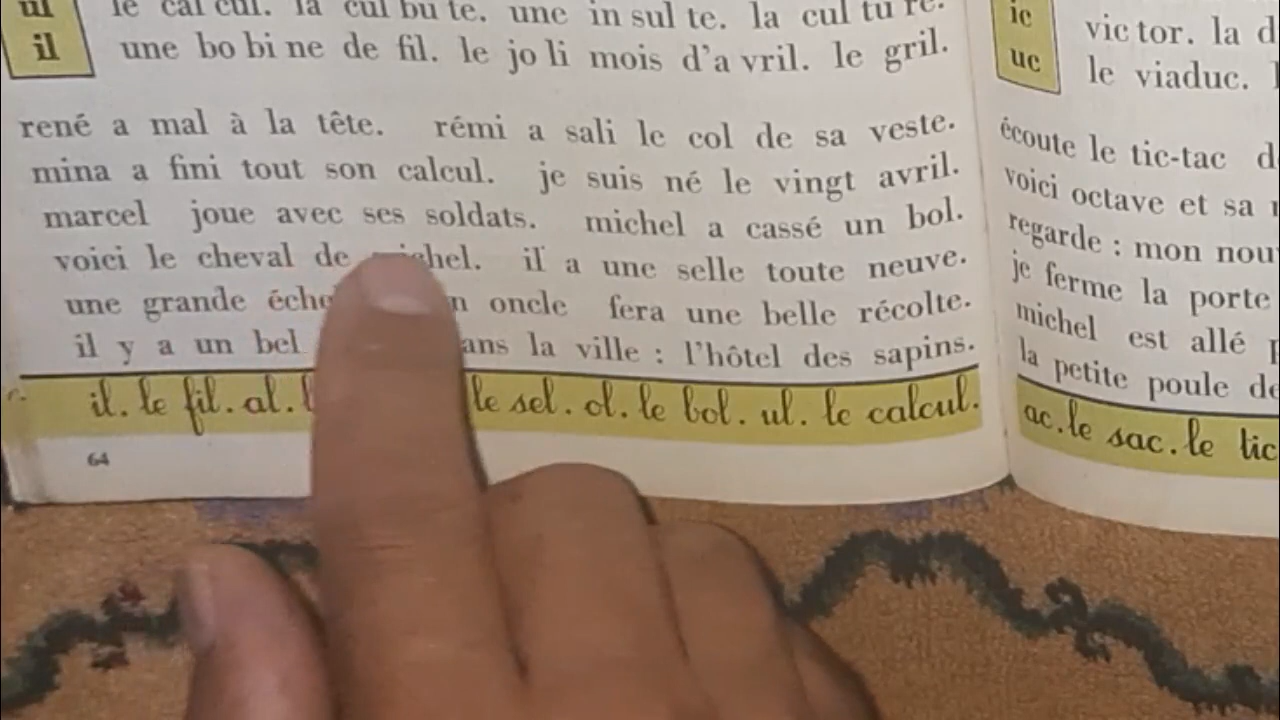 ul le cal cul. la cul bu te. une in sul te. la cul tu re.
il une bo bi ne de fil. le jo li mois d'a vril. le gril.
rené a mal à la tête. rémi a sali le col de sa veste.
mina a fini tout son calcul. je suis né le vingt avril.
marcel joue avec ses soldats. michel a cassé un bol.
voici le cheval de michel. il a une selle toute neuve.
une grande oncle fera une belle récolte.
il y a un bel la ville : l'hôtel des sapins.
il. le fil. al. le sel. ol. le bol. ul. le calcul.
64
ic
vic tor. la
uc le viaduc.
écoute le tic-tac
voici octave et sa
regarde : mon
je ferme la porte
michel est allé
la petite poule
ac. le sac. le